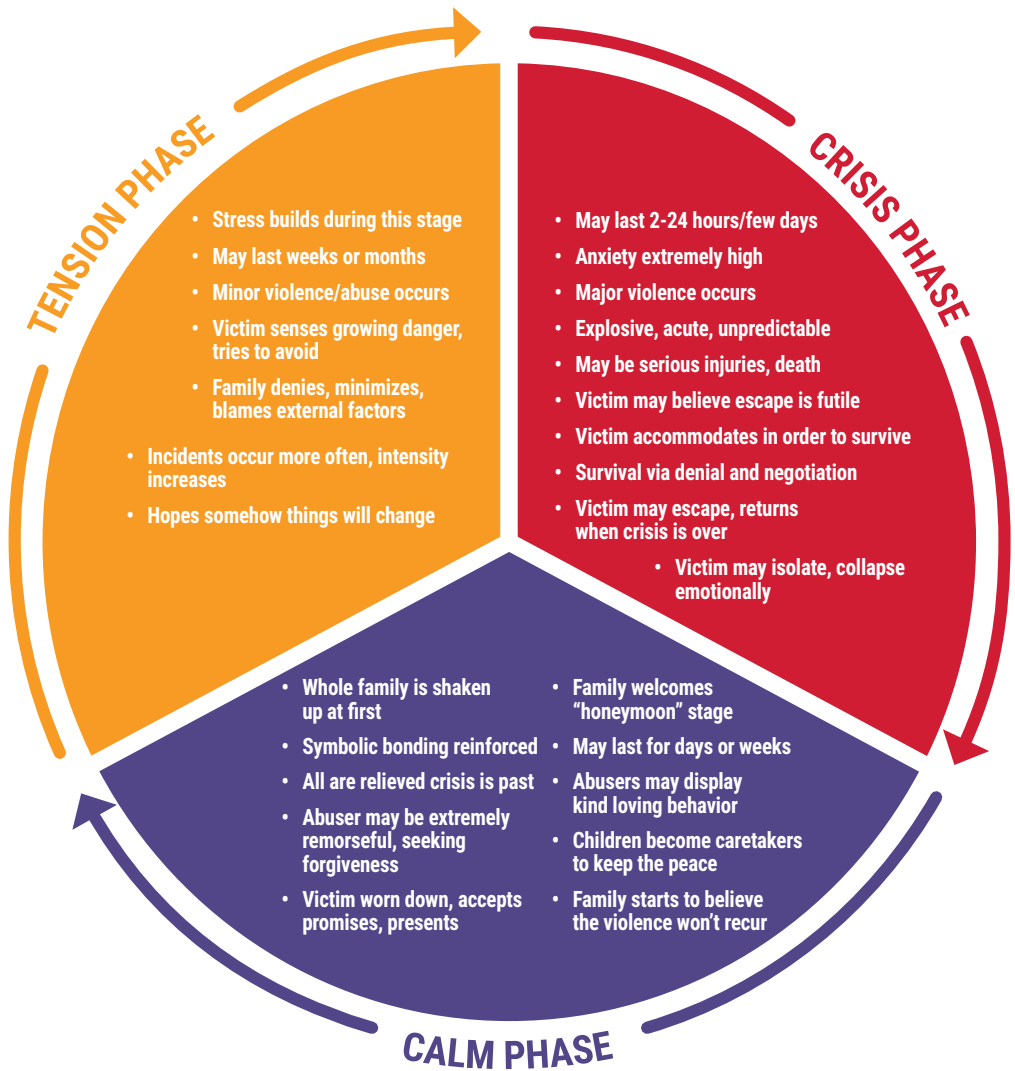 TENSION PHASE
• Stress builds during this stage
• May last weeks or months
• Minor violence/abuse occurs
• Victim senses growing danger,
tries to avoid
• Family denies, minimizes,
blames external factors
• Incidents occur more often, intensity
increases
• Hopes somehow things will change
CRISIS PHASE
• May last 2-24 hours/few days
• Anxiety extremely high
• Major violence occurs
• Explosive, acute, unpredictable
• May be serious injuries, death
• Victim may believe escape is futile
• Victim accommodates in order to survive
• Survival via denial and negotiation
• Victim may escape, returns
when crisis is over
• Victim may isolate, collapse
emotionally
• Whole family is shaken
up at first
• Symbolic bonding reinforced
• All are relieved crisis is past
• Abuser may be extremely
remorseful, seeking
forgiveness
• Victim worn down, accepts
promises, presents
• Family welcomes
“honeymoon” stage
• May last for days or weeks
• Abusers may display
kind loving behavior
• Children become caretakers
to keep the peace
• Family starts to believe
the violence won’t recur
CALM PHASE